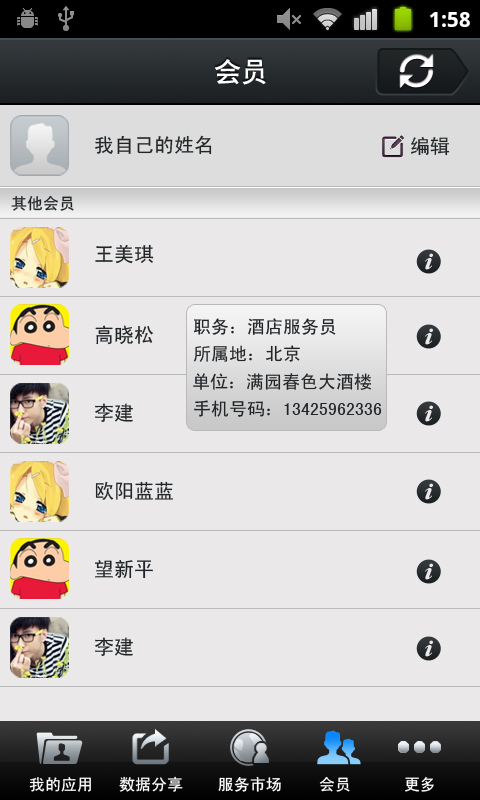 1:58
会员
我自己的姓名
编辑
其他会员
王美琪
高晓松
职务：酒店服务员
所属地：北京
单位：满园春色大酒楼
手机号码：13425962336
李建
欧阳蓝蓝
望新平
李建
我的应用
数据分享
服务市场
会员
更多